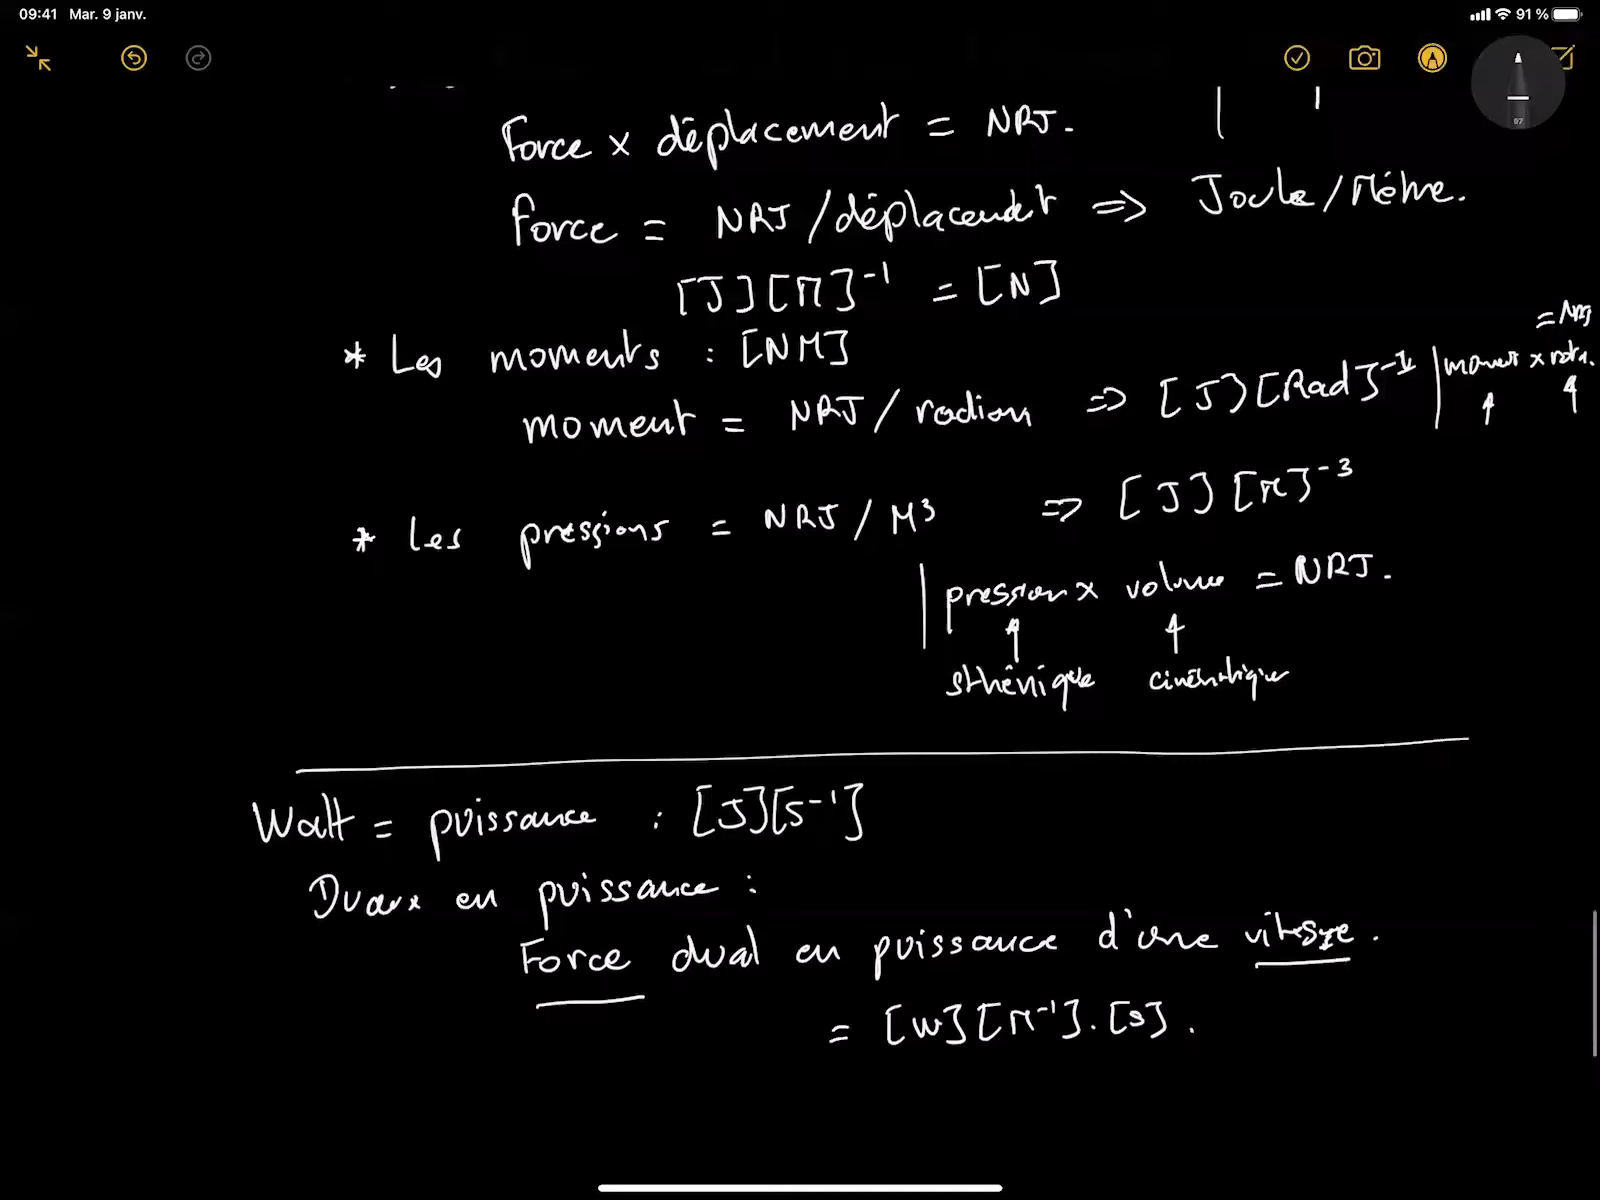 09:41 Mar. 9 janv. 91 %
Force x déplacement = NRJ.
Force = NRJ / déplacement => Joule / Mètre.
[J][M]⁻¹ = [N]
= NRJ
* Les moments : [NM]
moment = NRJ / radian => [J][Rad]⁻¹ | moment x rota.
* Les pressions = NRJ / M³ => [J][M]⁻³
| pression x volume = NRJ.
sthénique cinématique
Watt = puissance : [J][S⁻¹]
Duaux en puissance :
Force dual en puissance d'une vitesse.
= [W][M⁻¹].[s].